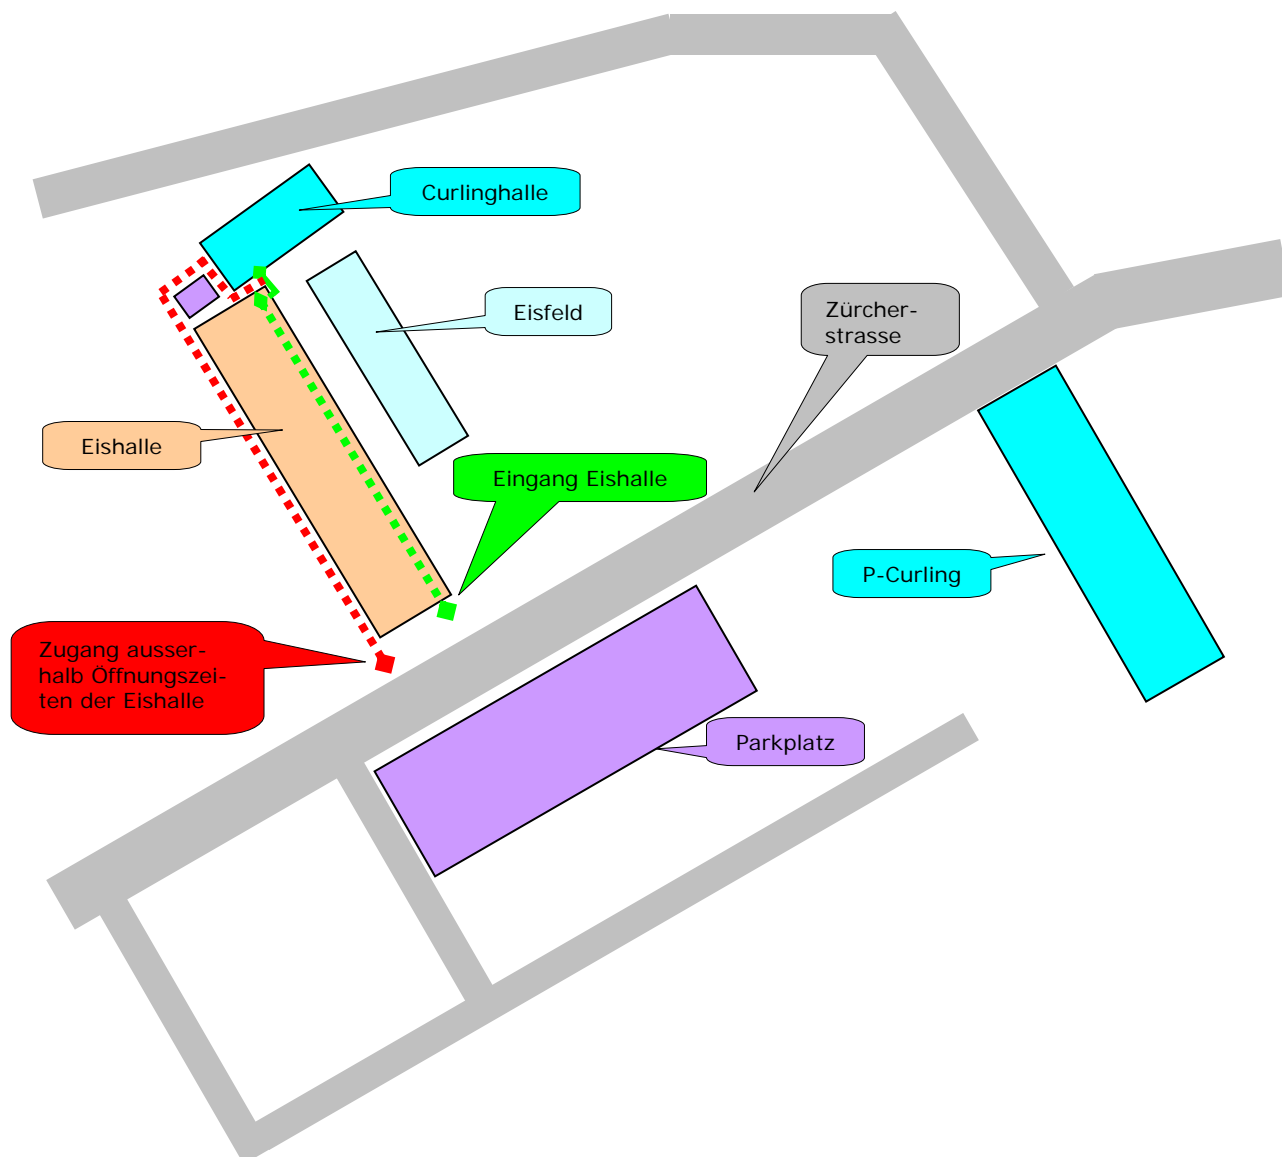 Curlinghalle
Eisfeld
Zürcher-
strasse
Eishalle
Eingang Eishalle
P-Curling
Zugang ausser-
halb Öffnungszei-
ten der Eishalle
Parkplatz